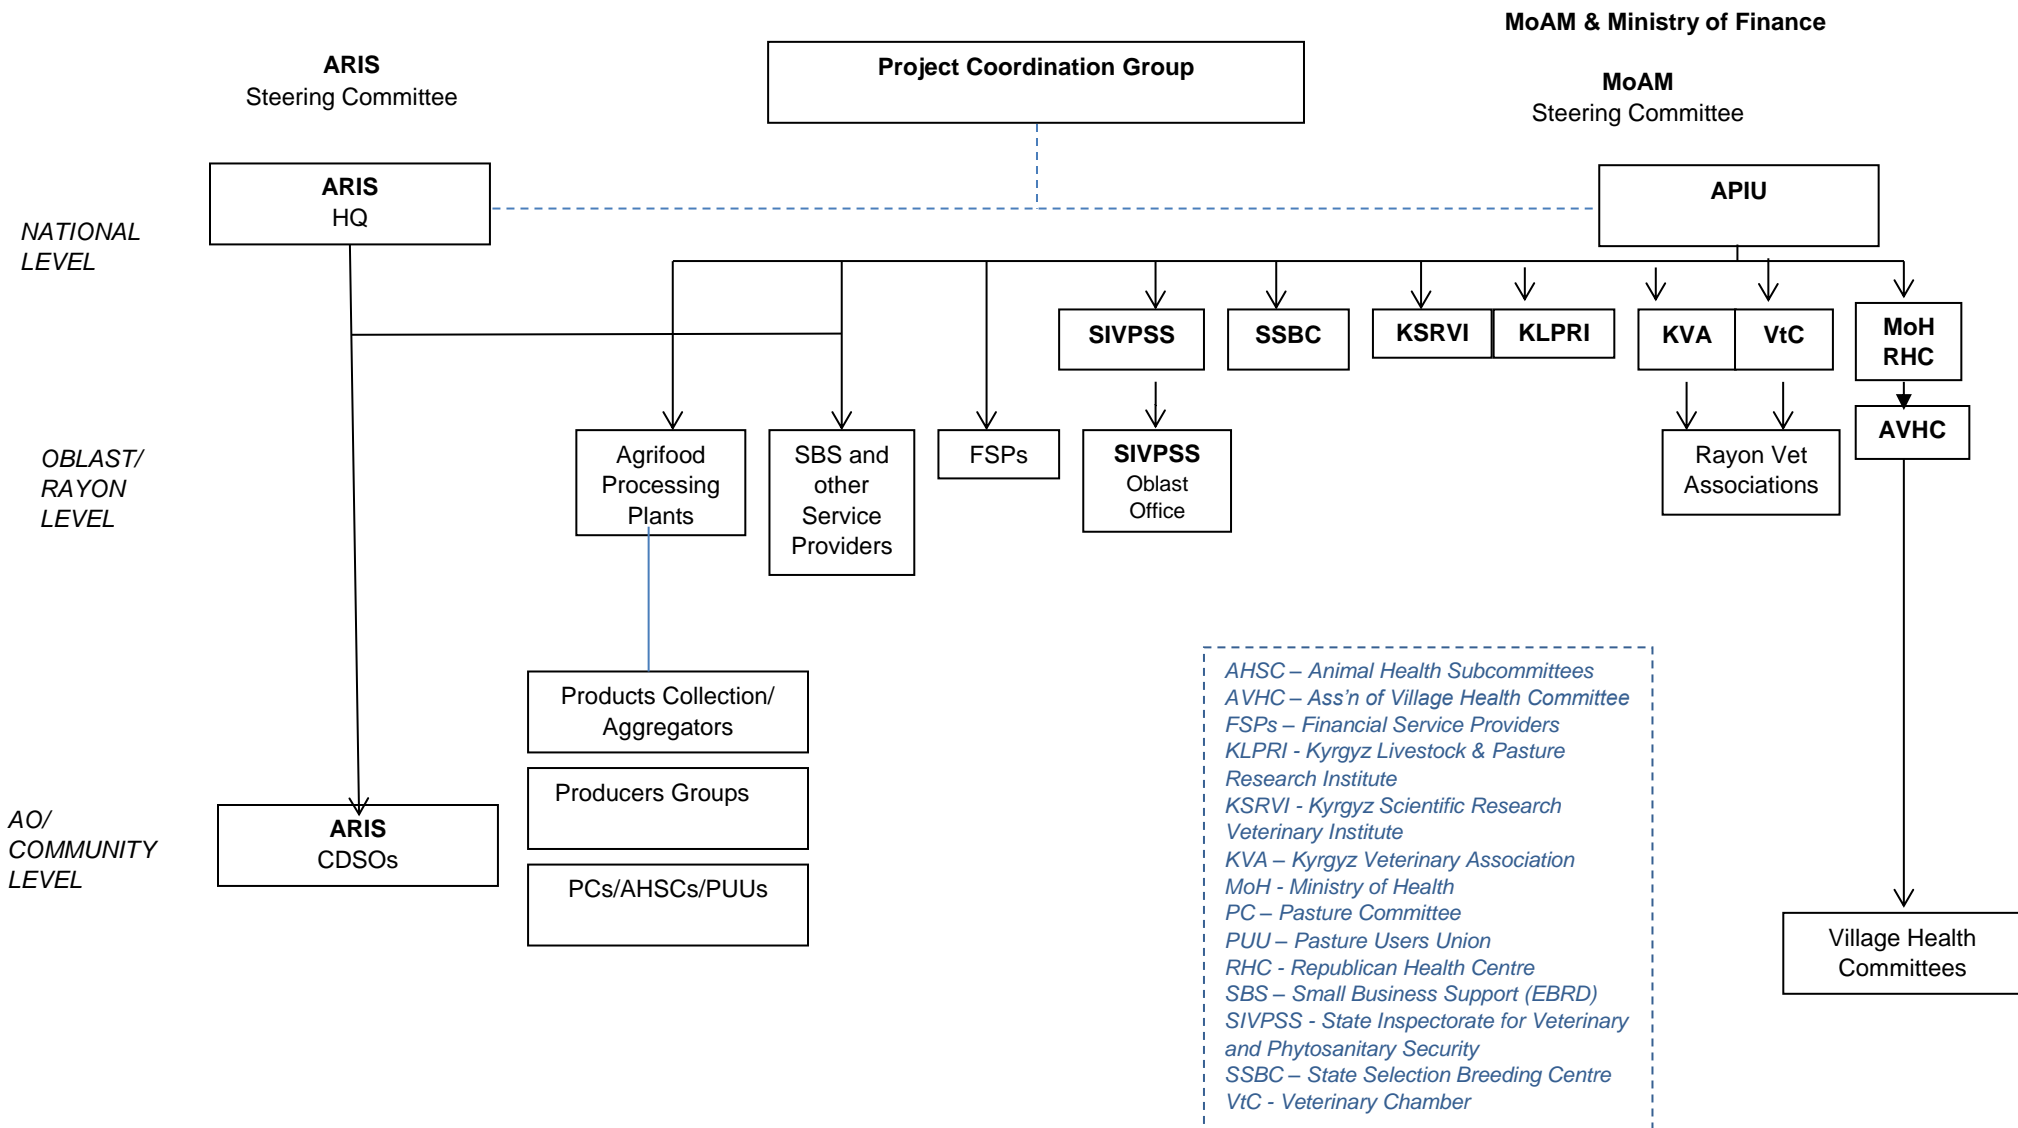 MoAM & Ministry of Finance
ARIS
Steering Committee
Project Coordination Group
MoAM
Steering Committee
NATIONAL
LEVEL
ARIS
HQ
APIU
SIVPSS
SSBC
KSRVI
KLPRI
KVA
VtC
MoH
RHC
OBLAST/
RAYON
LEVEL
Agrifood
Processing
Plants
SBS and
other
Service
Providers
FSPs
SIVPSS
Oblast
Office
Rayon Vet
Associations
AVHC
AO/
COMMUNITY
LEVEL
ARIS
CDSOs
Products Collection/
Aggregators
Producers Groups
PCs/AHSCs/PUUs
Village Health
Committees
AHSC – Animal Health Subcommittees
AVHC – Ass’n of Village Health Committee
FSPs – Financial Service Providers
KLPRI - Kyrgyz Livestock & Pasture
Research Institute
KSRVI - Kyrgyz Scientific Research
Veterinary Institute
KVA – Kyrgyz Veterinary Association
MoH - Ministry of Health
PC – Pasture Committee
PUU – Pasture Users Union
RHC - Republican Health Centre
SBS – Small Business Support (EBRD)
SIVPSS - State Inspectorate for Veterinary
and Phytosanitary Security
SSBC – State Selection Breeding Centre
VtC - Veterinary Chamber